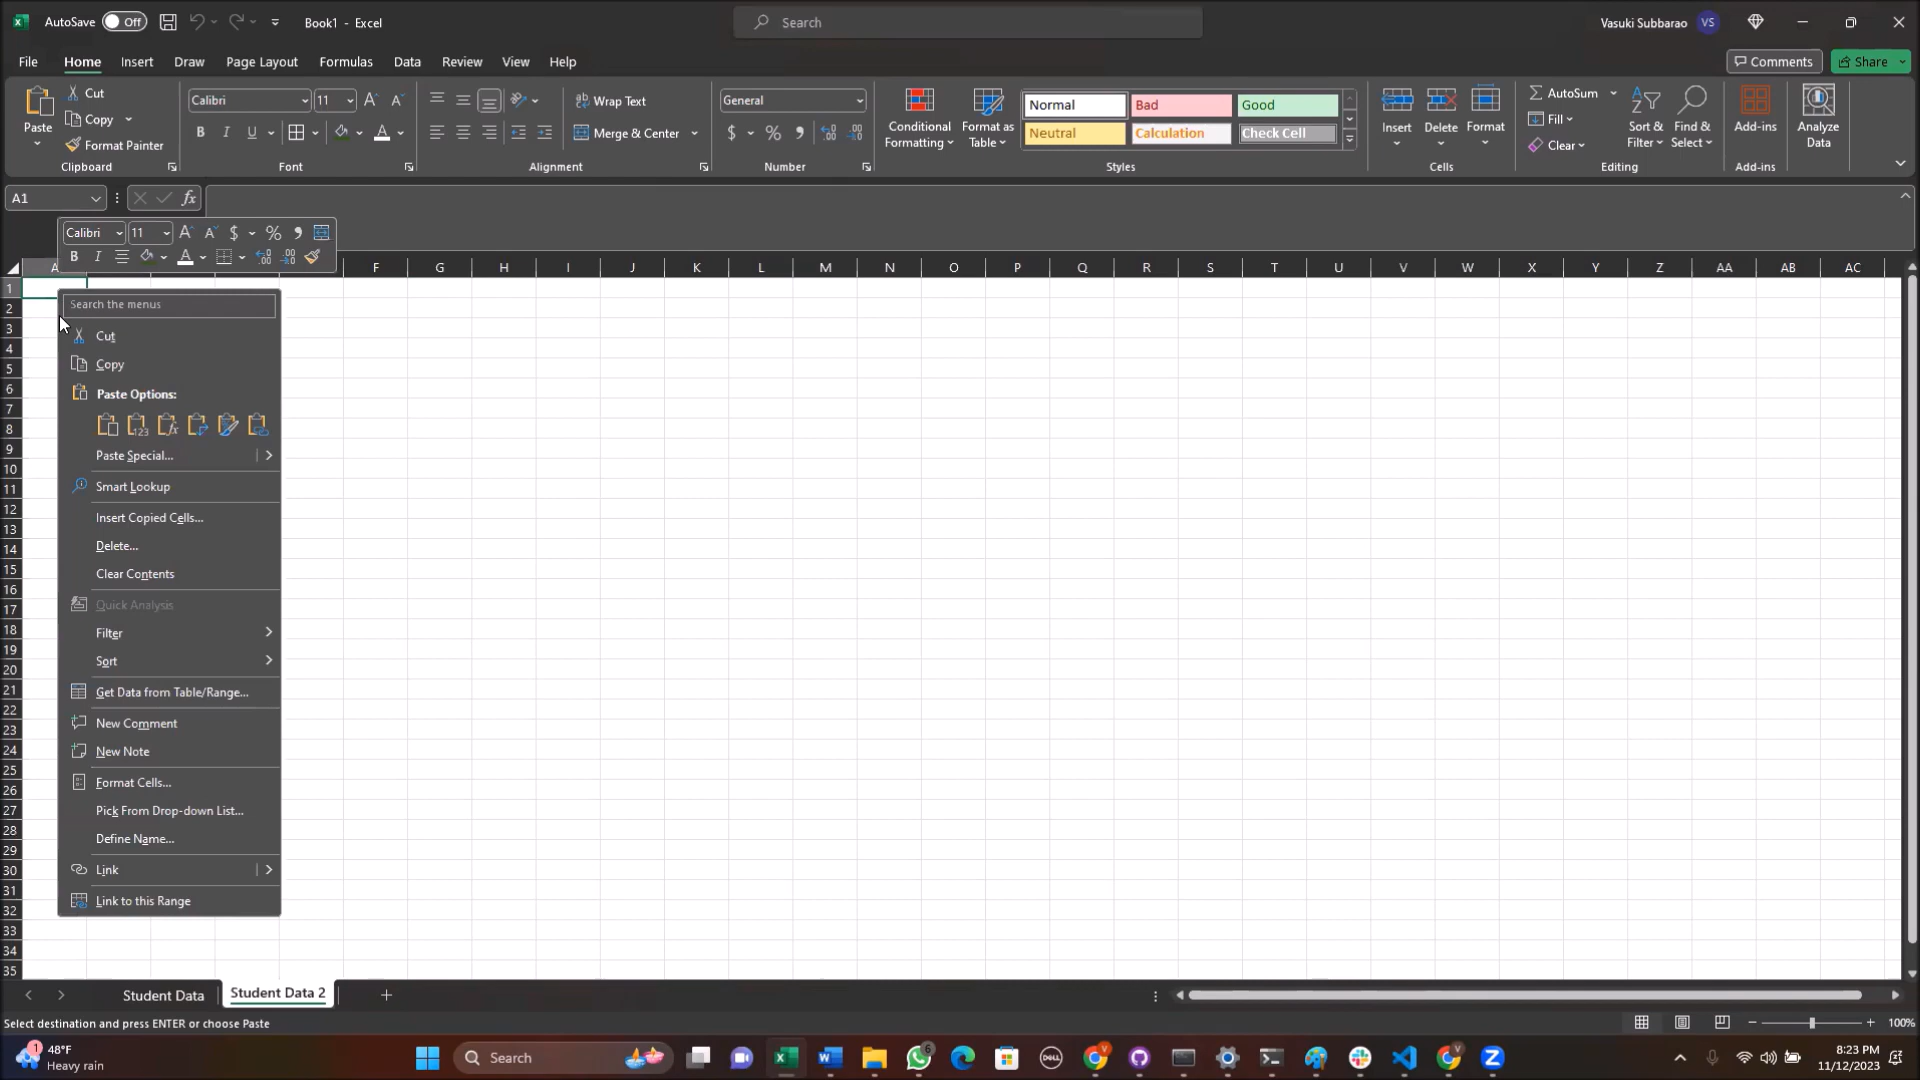 AutoSave Off Book1 - Excel Search Vasuki Subbarao VS
File Home Insert Draw Page Layout Formulas Data Review View Help Comments Share
Paste Cut Copy Format Painter Clipboard
Calibri 11 B I U Font
Wrap Text Merge & Center Alignment
General $ % , Number
Conditional Formatting Format as Table Normal Bad Good Neutral Calculation Check Cell Styles
Insert Delete Format Cells
AutoSum Fill Clear Sort & Filter Find & Select Editing
Add-ins Add-ins
Analyze Data
A1 fx
Calibri 11 $ % ,
B I A
A F G H I J K L M N O P Q R S T U V W X Y Z AA AB AC
1
2
3
4
5
6
7
8
9
10
11
12
13
14
15
16
17
18
19
20
21
22
23
24
25
26
27
28
29
30
31
32
33
34
35
Search the menus
Cut
Copy
Paste Options:
Paste Special...
Smart Lookup
Insert Copied Cells...
Delete...
Clear Contents
Quick Analysis
Filter
Sort
Get Data from Table/Range...
New Comment
New Note
Format Cells...
Pick From Drop-down List...
Define Name...
Link
Link to this Range
Student Data Student Data 2
Select destination and press ENTER or choose Paste 100%
1 48°F
Heavy rain
Search
DELL
6
8:23 PM
11/12/2023